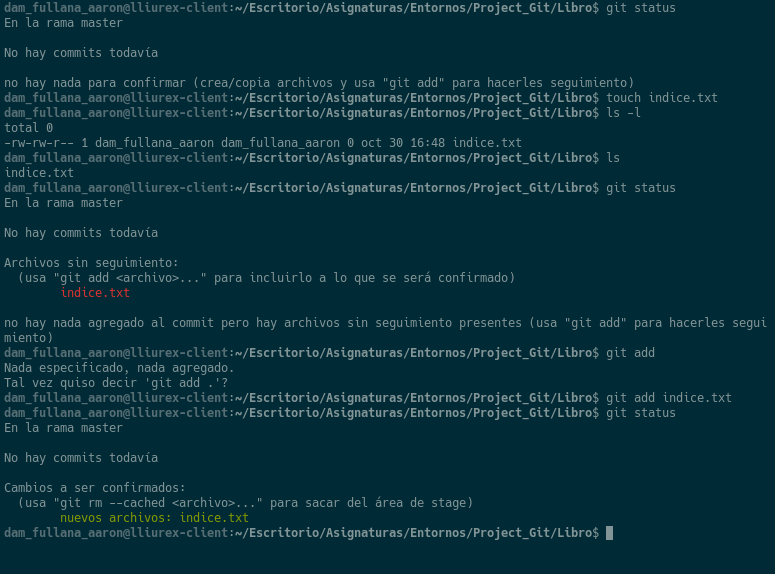 dam_fullana_aaron@lliurex-client:~/Escritorio/Asignaturas/Entornos/Project_Git/Libro$ git status
En la rama master

No hay commits todavía

no hay nada para confirmar (crea/copia archivos y usa "git add" para hacerles seguimiento)
dam_fullana_aaron@lliurex-client:~/Escritorio/Asignaturas/Entornos/Project_Git/Libro$ touch indice.txt
dam_fullana_aaron@lliurex-client:~/Escritorio/Asignaturas/Entornos/Project_Git/Libro$ ls -l
total 0
-rw-rw-r-- 1 dam_fullana_aaron dam_fullana_aaron 0 oct 30 16:48 indice.txt
dam_fullana_aaron@lliurex-client:~/Escritorio/Asignaturas/Entornos/Project_Git/Libro$ ls
indice.txt
dam_fullana_aaron@lliurex-client:~/Escritorio/Asignaturas/Entornos/Project_Git/Libro$ git status
En la rama master

No hay commits todavía

Archivos sin seguimiento:
  (usa "git add <archivo>..." para incluirlo a lo que se será confirmado)
        indice.txt

no hay nada agregado al commit pero hay archivos sin seguimiento presentes (usa "git add" para hacerles segui
miento)
dam_fullana_aaron@lliurex-client:~/Escritorio/Asignaturas/Entornos/Project_Git/Libro$ git add
Nada especificado, nada agregado.
Tal vez quiso decir 'git add .'?
dam_fullana_aaron@lliurex-client:~/Escritorio/Asignaturas/Entornos/Project_Git/Libro$ git add indice.txt
dam_fullana_aaron@lliurex-client:~/Escritorio/Asignaturas/Entornos/Project_Git/Libro$ git status
En la rama master

No hay commits todavía

Cambios a ser confirmados:
  (usa "git rm --cached <archivo>..." para sacar del área de stage)
        nuevos archivos: indice.txt
dam_fullana_aaron@lliurex-client:~/Escritorio/Asignaturas/Entornos/Project_Git/Libro$